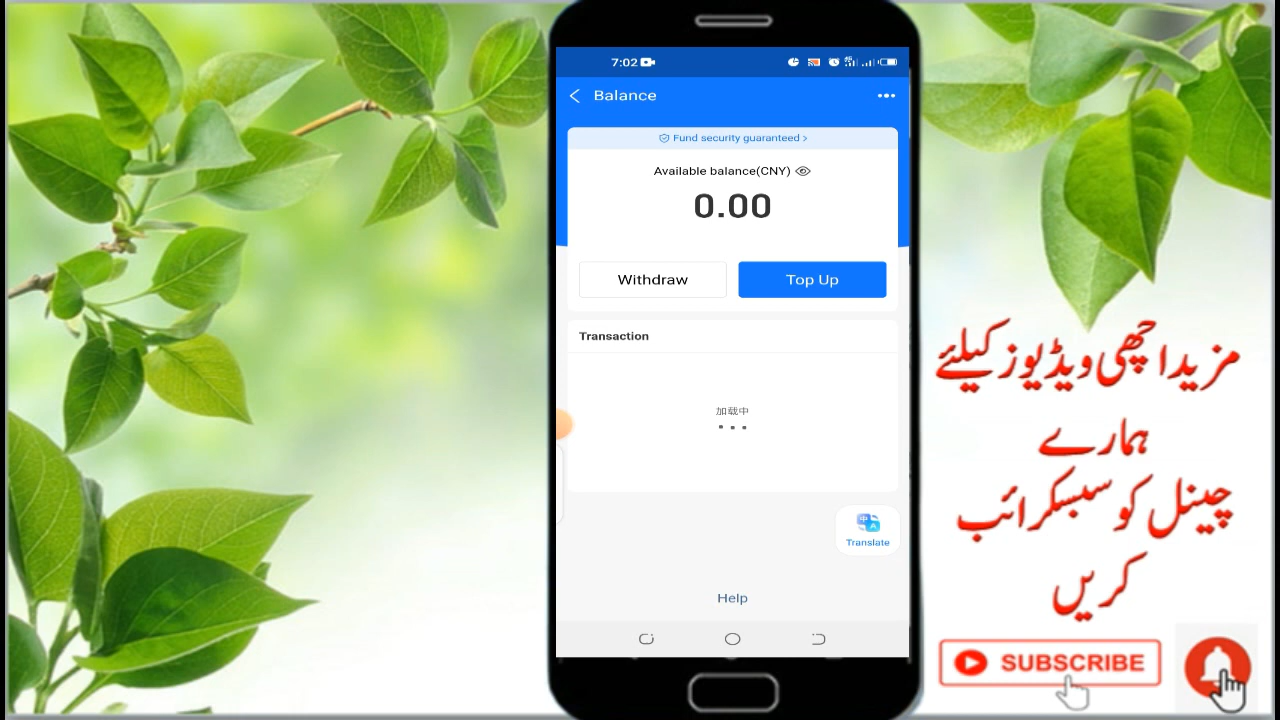 7:02
Balance
Fund security guaranteed >
Available balance(CNY)
0.00
Withdraw
Top Up
Transaction
加载中
Translate
Help
مزید اچھی ویڈیوز کیلئے
ہمارے
چینل کو سبسکرائب
کریں
SUBSCRIBE